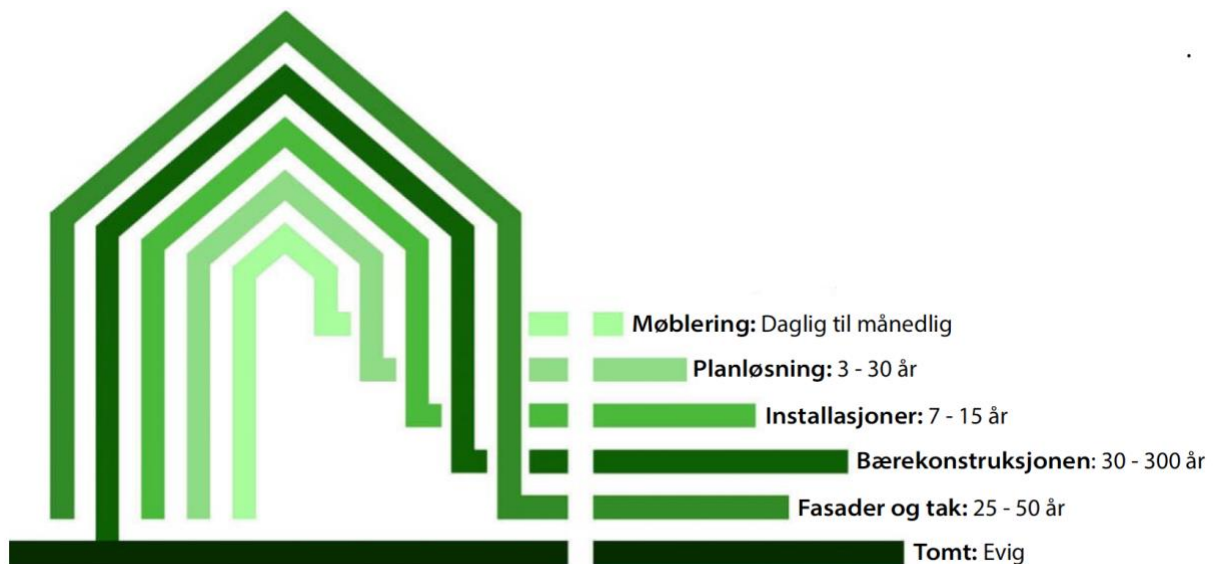 Møblering: Daglig til månedlig
Planløsning: 3 - 30 år
Installasjoner: 7 - 15 år
Bærekonstruksjonen: 30 - 300 år
Fasader og tak: 25 - 50 år
Tomt: Evig